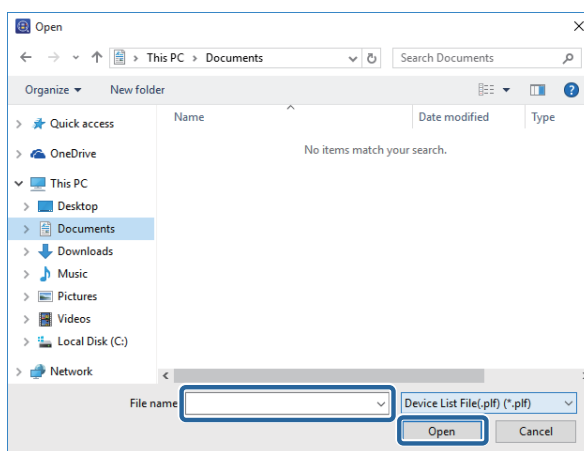 Open
This PC > Documents
Search Documents
Organize
New folder
Name
Date modified
Type
Quick access
No items match your search.
OneDrive
This PC
Desktop
Documents
Downloads
Music
Pictures
Videos
Local Disk (C:)
Network
File name
Device List File(.plf) (*.plf)
Open
Cancel